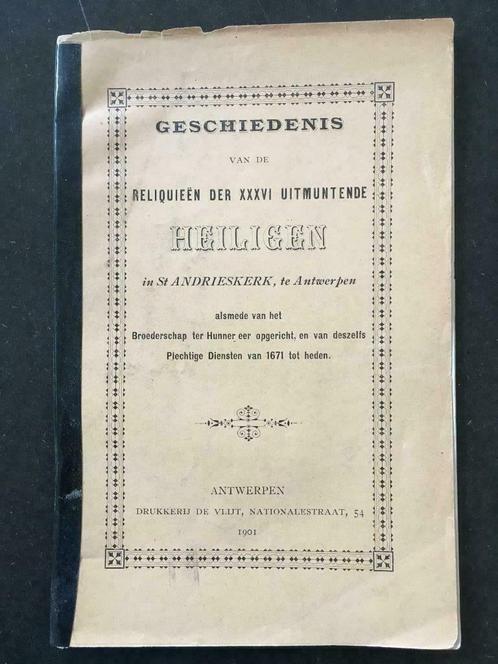 GESCHIEDENIS
VAN DE
RELIQUIEËN DER XXXVI UITMUNTENDE
HEILIGEN
in St ANDRIESKERK, te Antwerpen
alsmede van het
Broederschap ter Hunner eer opgericht, en van deszelfs
Plechtige Diensten van 1671 tot heden.
ANTWERPEN
DRUKKERIJ DE VLIJT, NATIONALESTRAAT, 54
1901